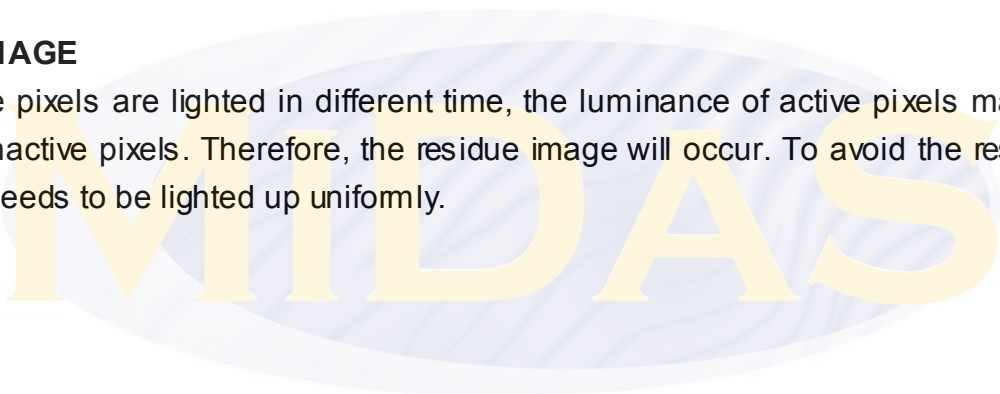 MAGE
e pixels are lighted in different time, the luminance of active pixels ma
nactive pixels. Therefore, the residue image will occur. To avoid the res
eeds to be lighted up uniformly.
MiDAS